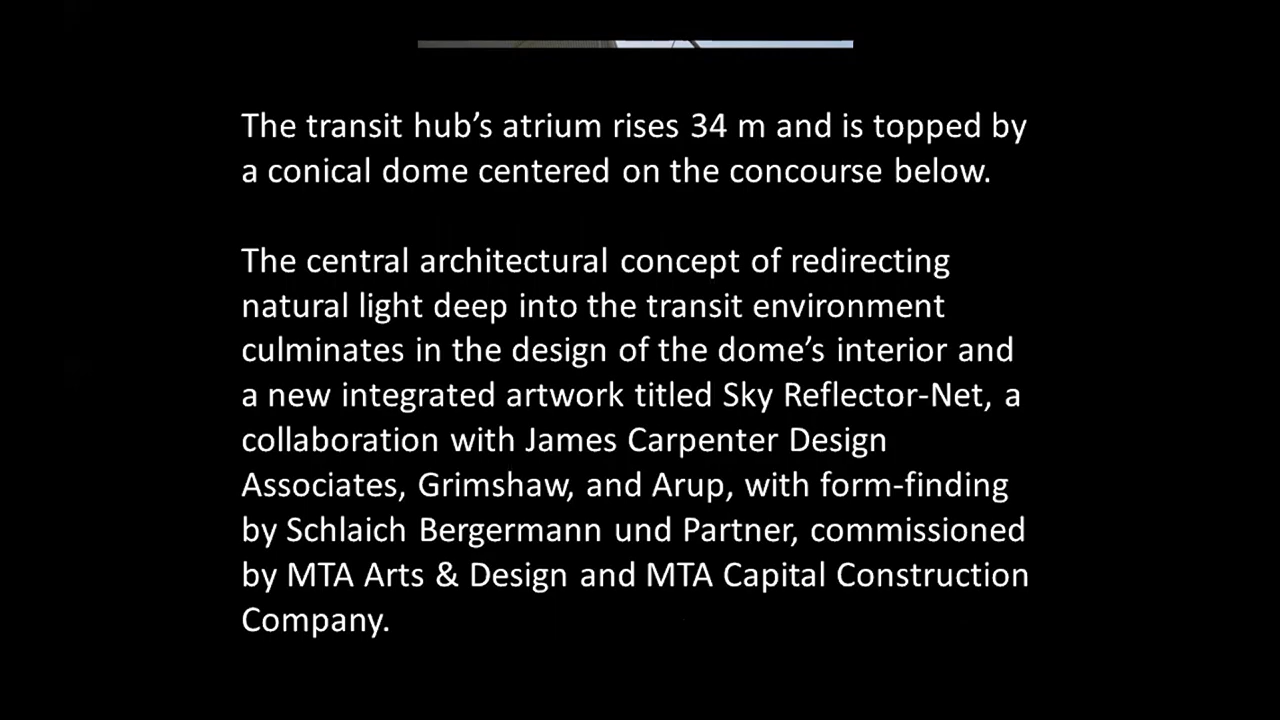 The transit hub’s atrium rises 34 m and is topped by
a conical dome centered on the concourse below.
The central architectural concept of redirecting
natural light deep into the transit environment
culminates in the design of the dome’s interior and
a new integrated artwork titled Sky Reflector-Net, a
collaboration with James Carpenter Design
Associates, Grimshaw, and Arup, with form-finding
by Schlaich Bergermann und Partner, commissioned
by MTA Arts & Design and MTA Capital Construction
Company.